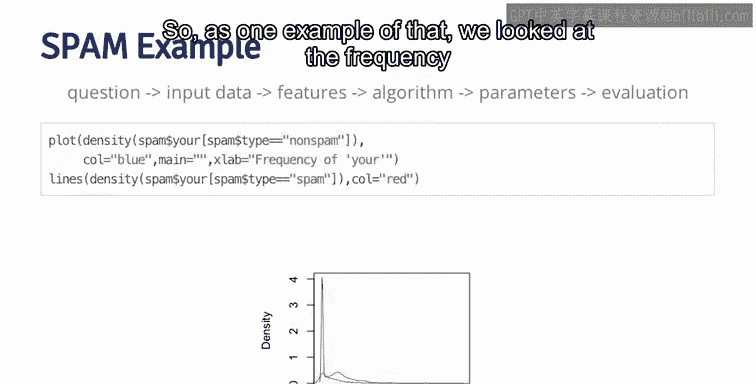 So, as one example of that, we looked at
the frequency
SPAM Example
question -> input data -> features -> algorithm -> parameters -> evaluation
plot(density(spam$your[spam$type=="nonspam"]),
col="blue",main="",xlab="Frequency of 'your'")
lines(density(spam$your[spam$type=="spam"]),col="red")
Density
4
3
2
1
0